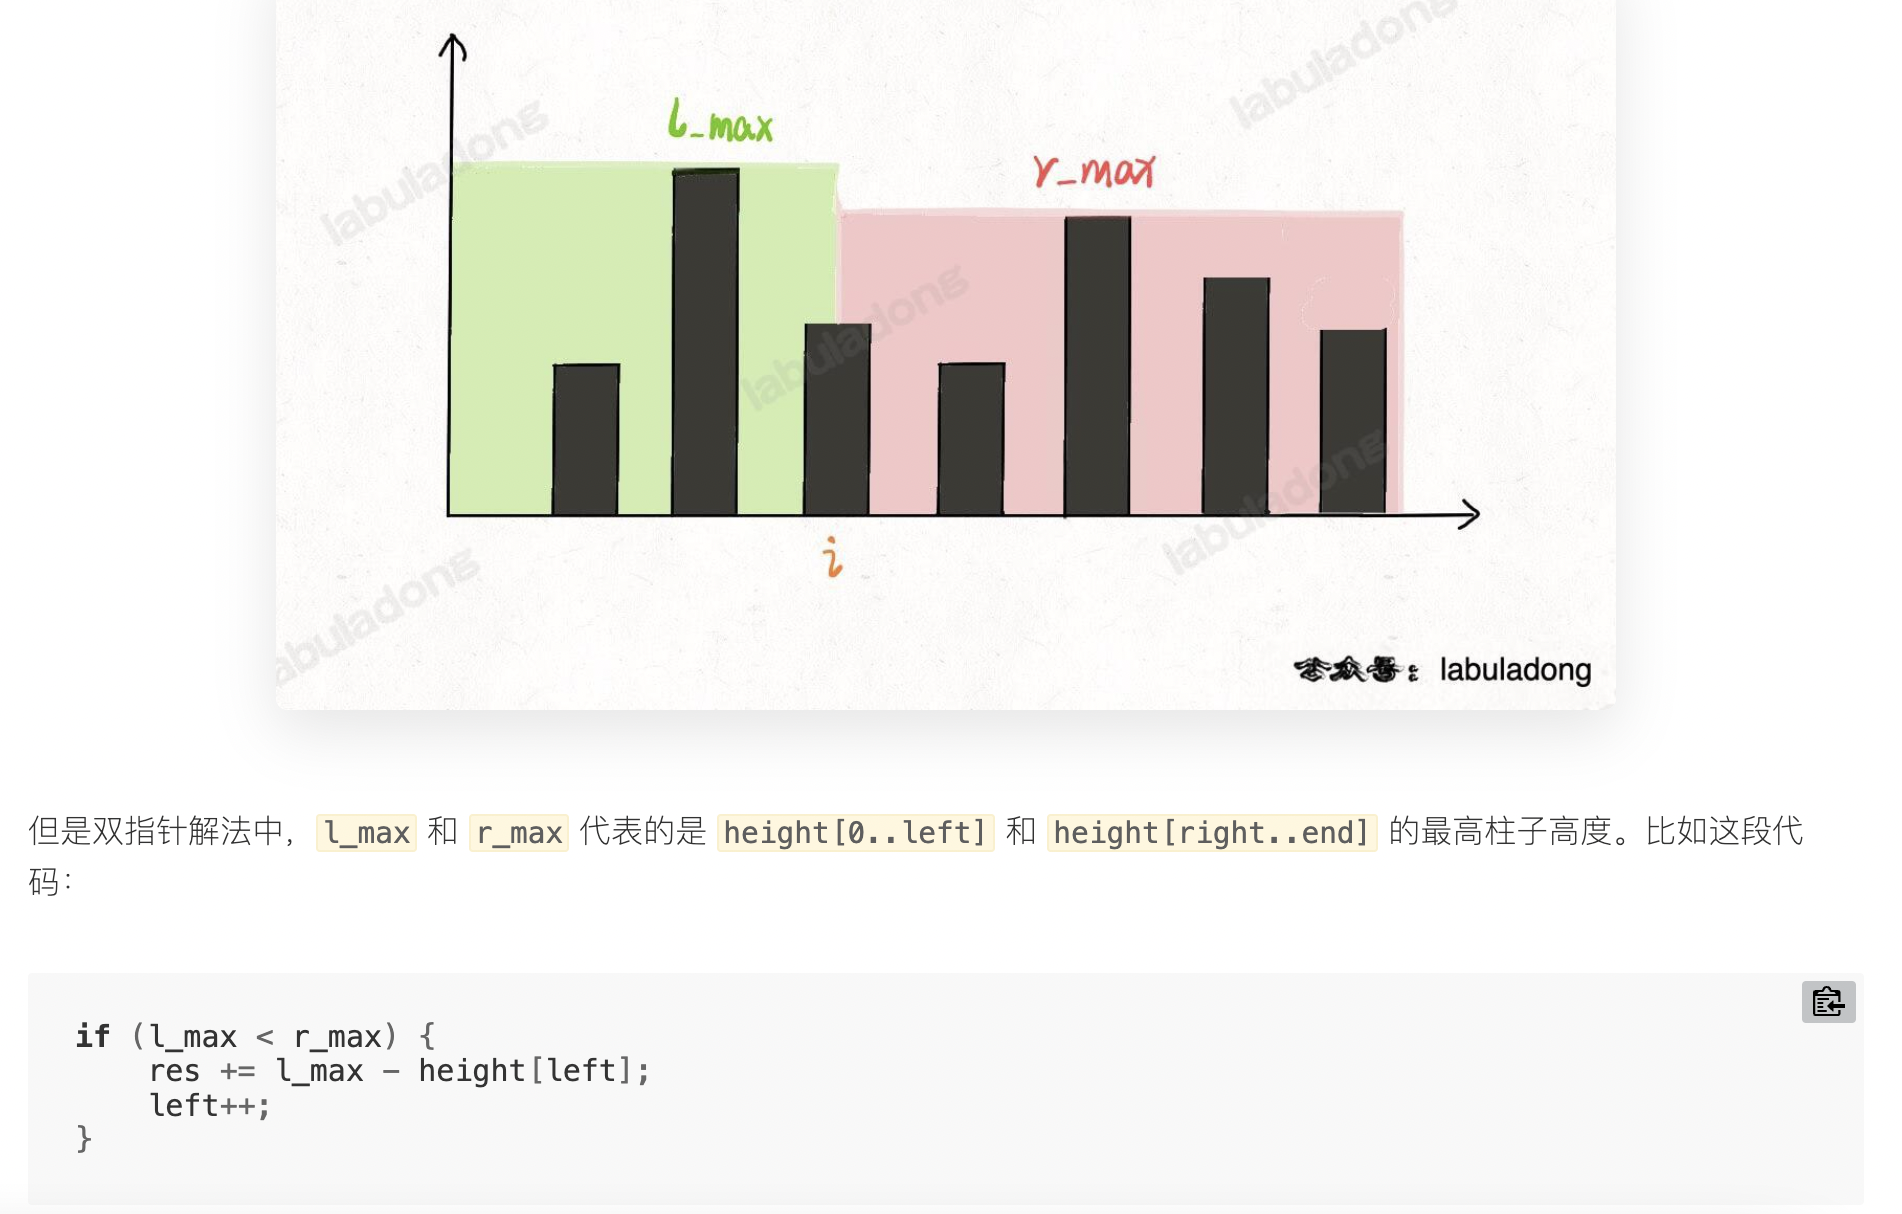 labuladong
labuladong
l_max
r_max
labuladong
labuladong
i
labuladong
公众号：labuladong
但是双指针解法中，l_max 和 r_max 代表的是 height[0..left] 和 height[right..end] 的最高柱子高度。比如这段代
码：
if (l_max < r_max) {
    res += l_max - height[left];
    left++;
}